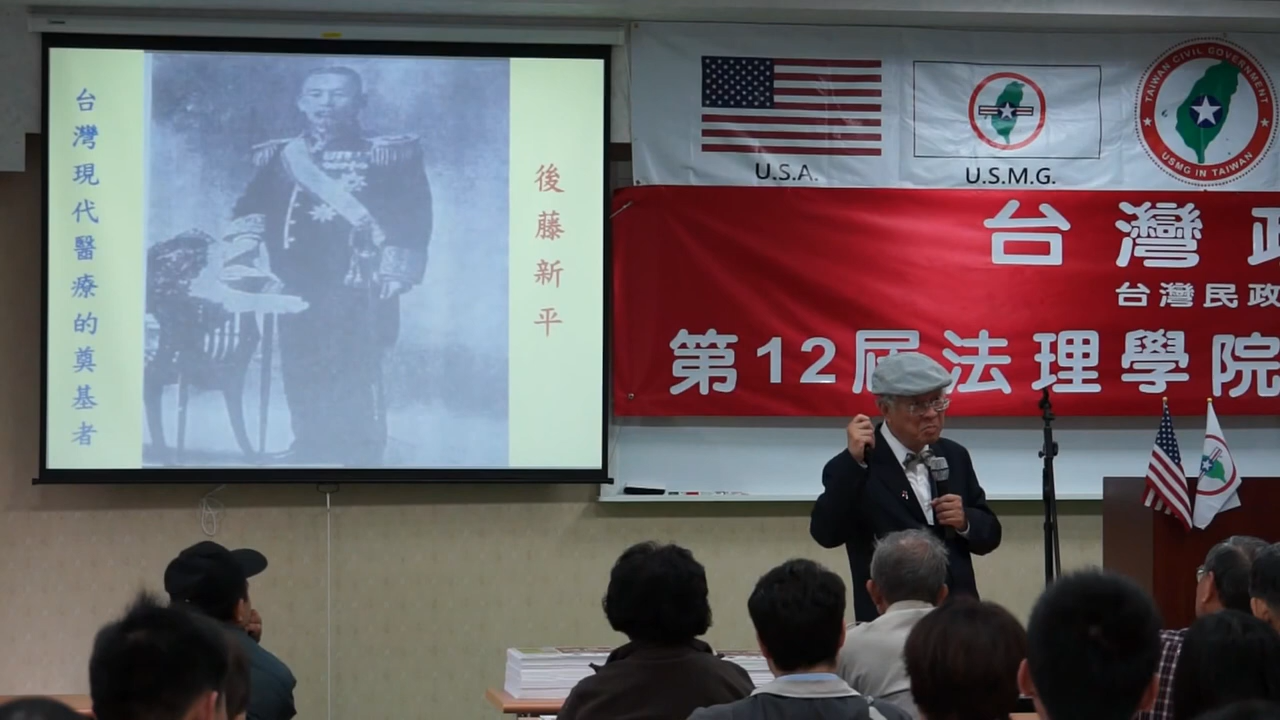 台灣現代醫療的奠基者
後藤新平
U.S.A.
U.S.M.G.
TAIWAN CIVIL GOVERNMENT
USMG IN TAIWAN
台灣政
台灣民政
第12屆法理學院